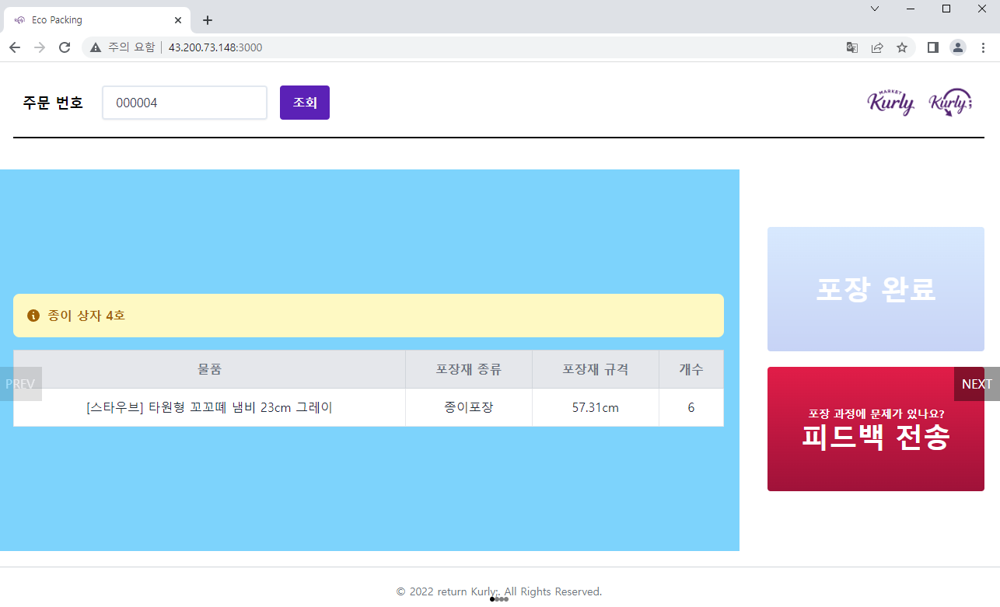 Eco Packing
주의 요함
43.200.73.148:3000
주문 번호
000004
조회
MARKET
Kurly
Kurly;
종이 상자 4호
물품 포장재 종류 포장재 규격 개수
[스타우브] 타원형 꼬꼬떼 냄비 23cm 그레이 종이포장 57.31cm 6
PREV
포장 완료
NEXT
포장 과정에 문제가 있나요?
피드백 전송
© 2022 return Kurly;. All Rights Reserved.